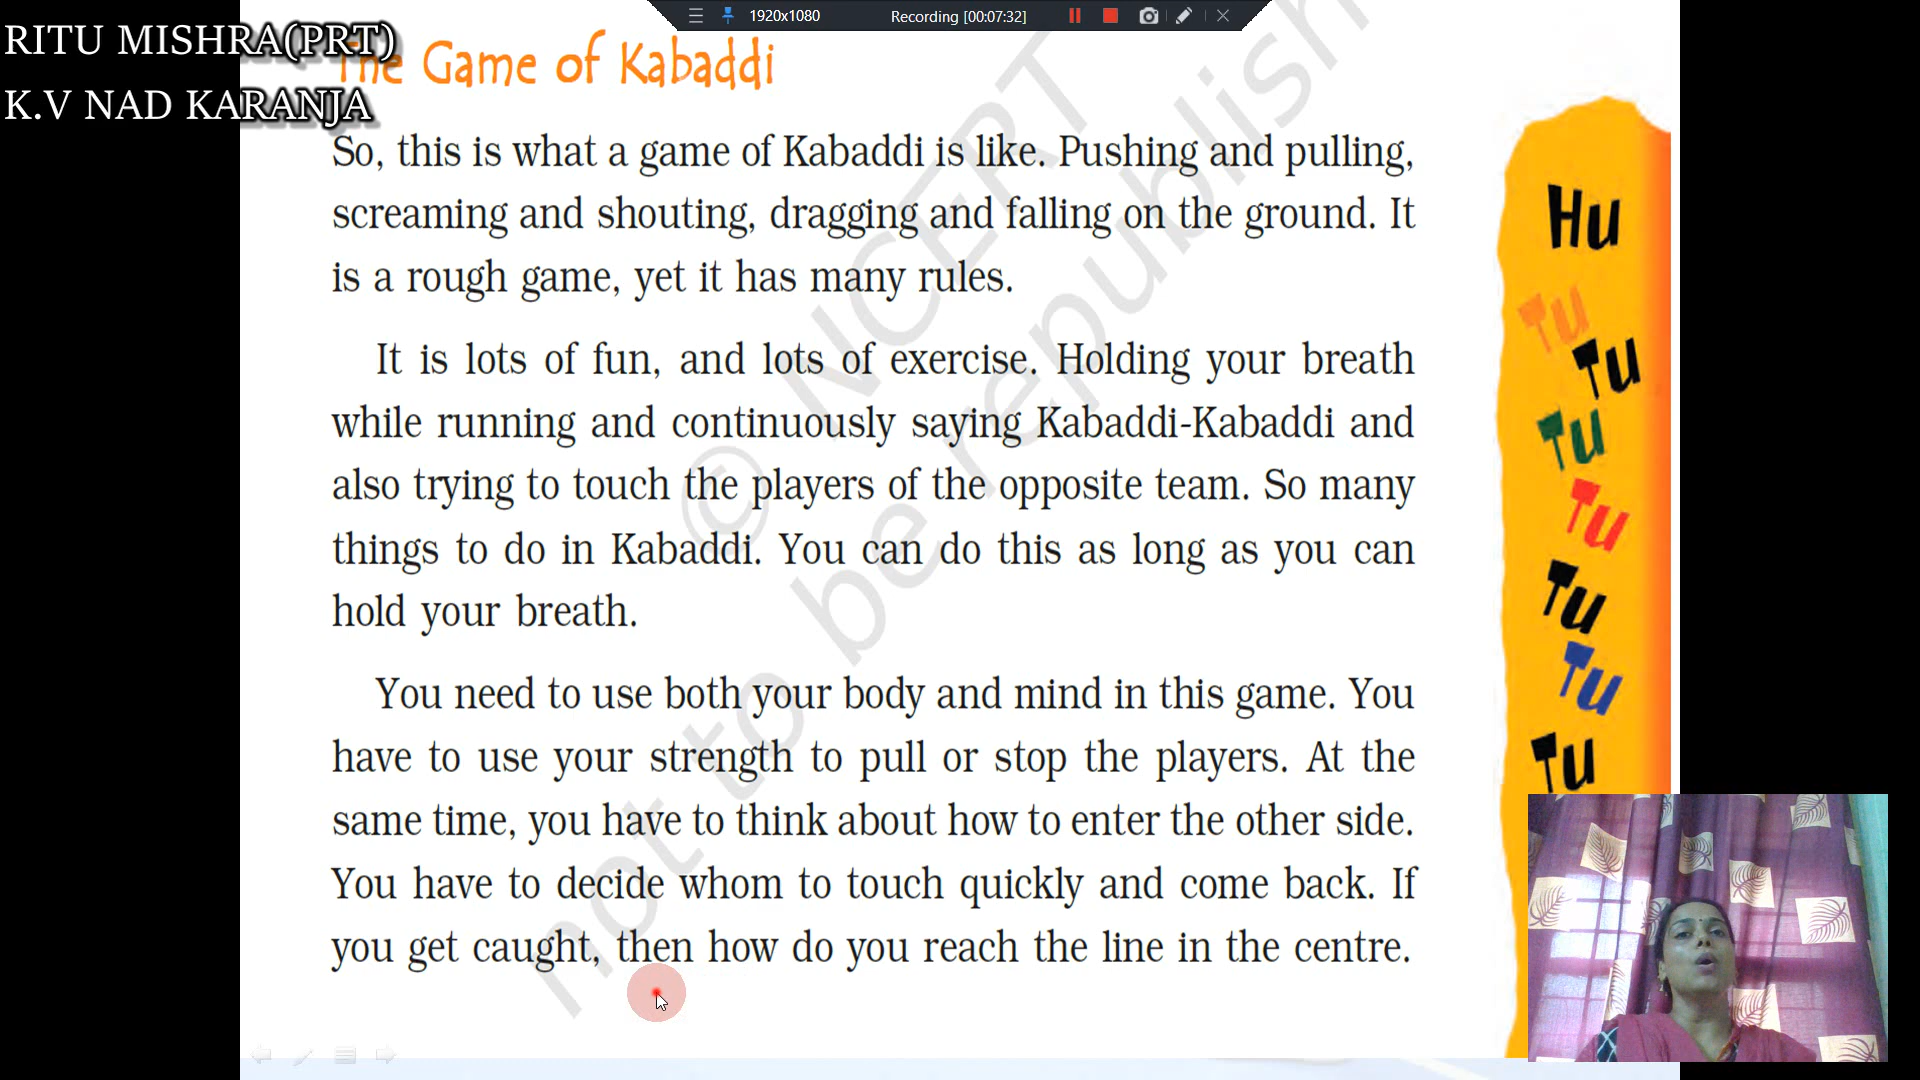 1920x1080
Recording [00:07:32]
RITU MISHRA(PRT)
The Game of Kabaddi
K.V NAD KARANJA
So, this is what a game of Kabaddi is like. Pushing and pulling,
screaming and shouting, dragging and falling on the ground. It
is a rough game, yet it has many rules.
It is lots of fun, and lots of exercise. Holding your breath
while running and continuously saying Kabaddi-Kabaddi and
also trying to touch the players of the opposite team. So many
things to do in Kabaddi. You can do this as long as you can
hold your breath.
You need to use both your body and mind in this game. You
have to use your strength to pull or stop the players. At the
same time, you have to think about how to enter the other side.
You have to decide whom to touch quickly and come back. If
you get caught, then how do you reach the line in the centre.
Hu
Tu
Tu
Tu
Tu
Tu
Tu
Tu
© NCERT
not to be republish